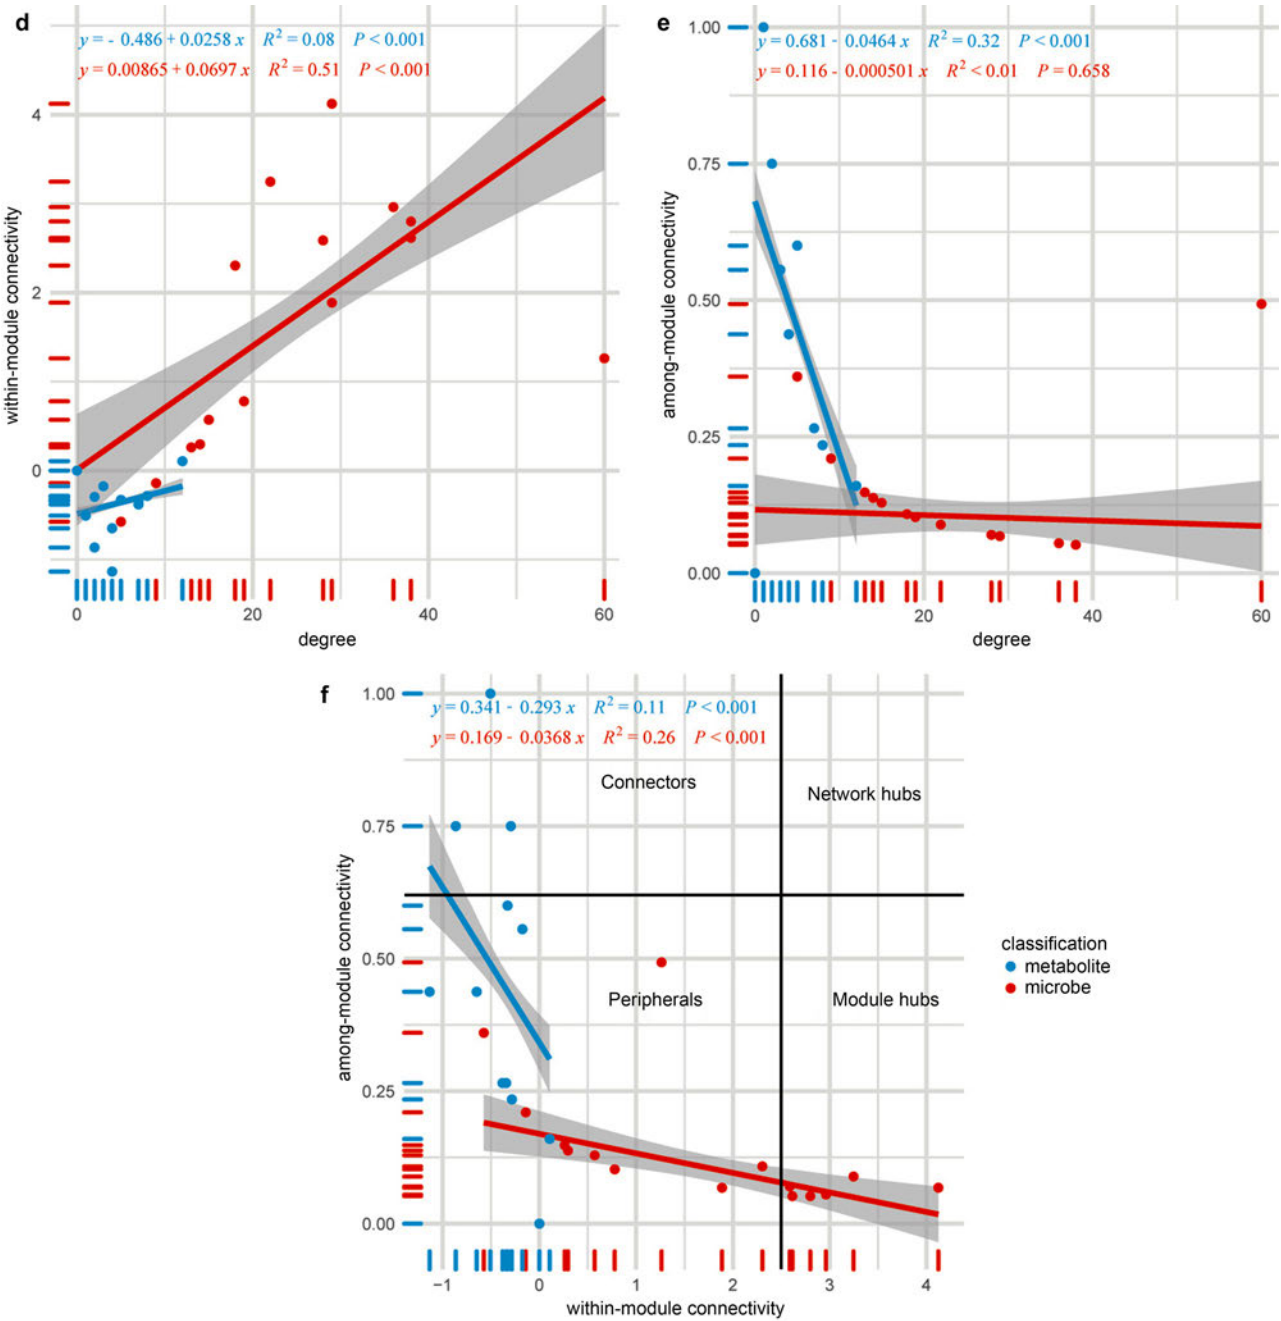 d
y = - 0.486 + 0.0258 x R² = 0.08 P < 0.001
y = 0.00865 + 0.0697 x R² = 0.51 P < 0.001
4
2
0
within-module connectivity
0 20 40 60
degree
e
y = 0.681 - 0.0464 x R² = 0.32 P < 0.001
y = 0.116 - 0.000501 x R² < 0.01 P = 0.658
1.00
0.75
0.50
0.25
0.00
among-module connectivity
0 20 40 60
degree
f
y = 0.341 - 0.293 x R² = 0.11 P < 0.001
y = 0.169 - 0.0368 x R² = 0.26 P < 0.001
Connectors
Network hubs
Peripherals
Module hubs
1.00
0.75
0.50
0.25
0.00
among-module connectivity
−1 0 1 2 3 4
within-module connectivity
classification
metabolite
microbe